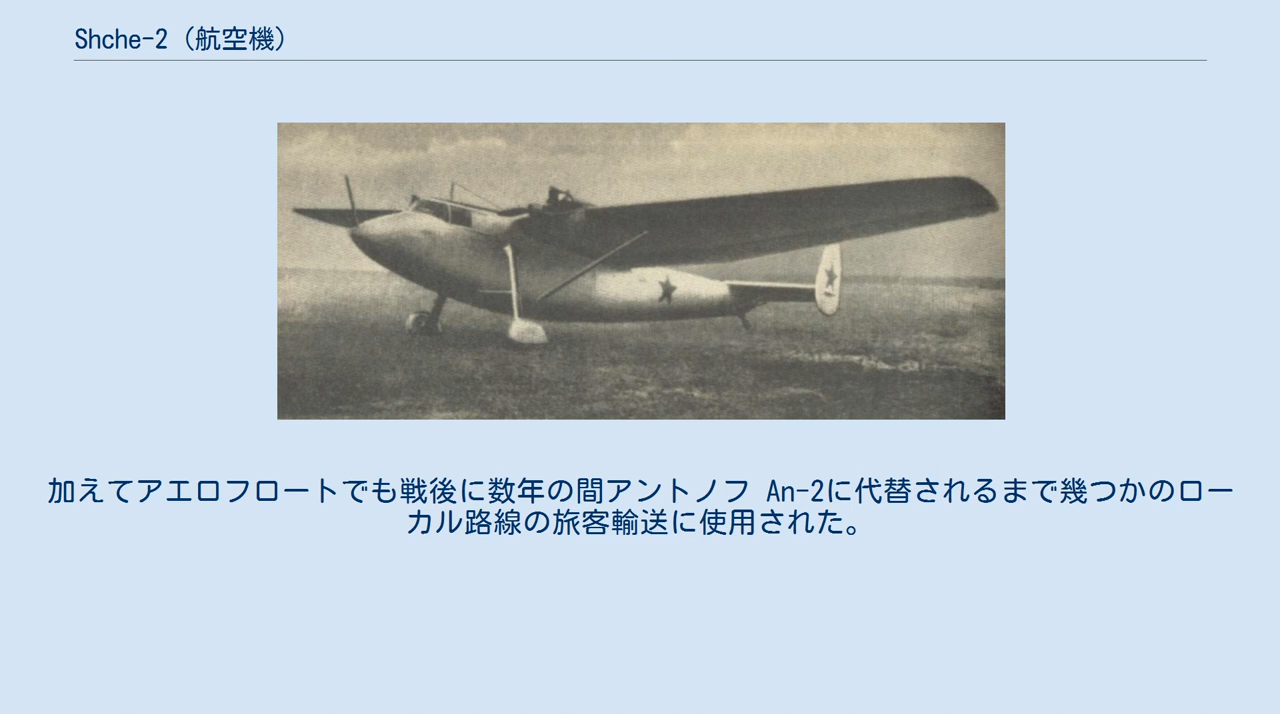 Shche-2（航空機）
加えてアエロフロートでも戦後に数年の間アントノフ An-2に代替されるまで幾つかのロー
カル路線の旅客輸送に使用された。